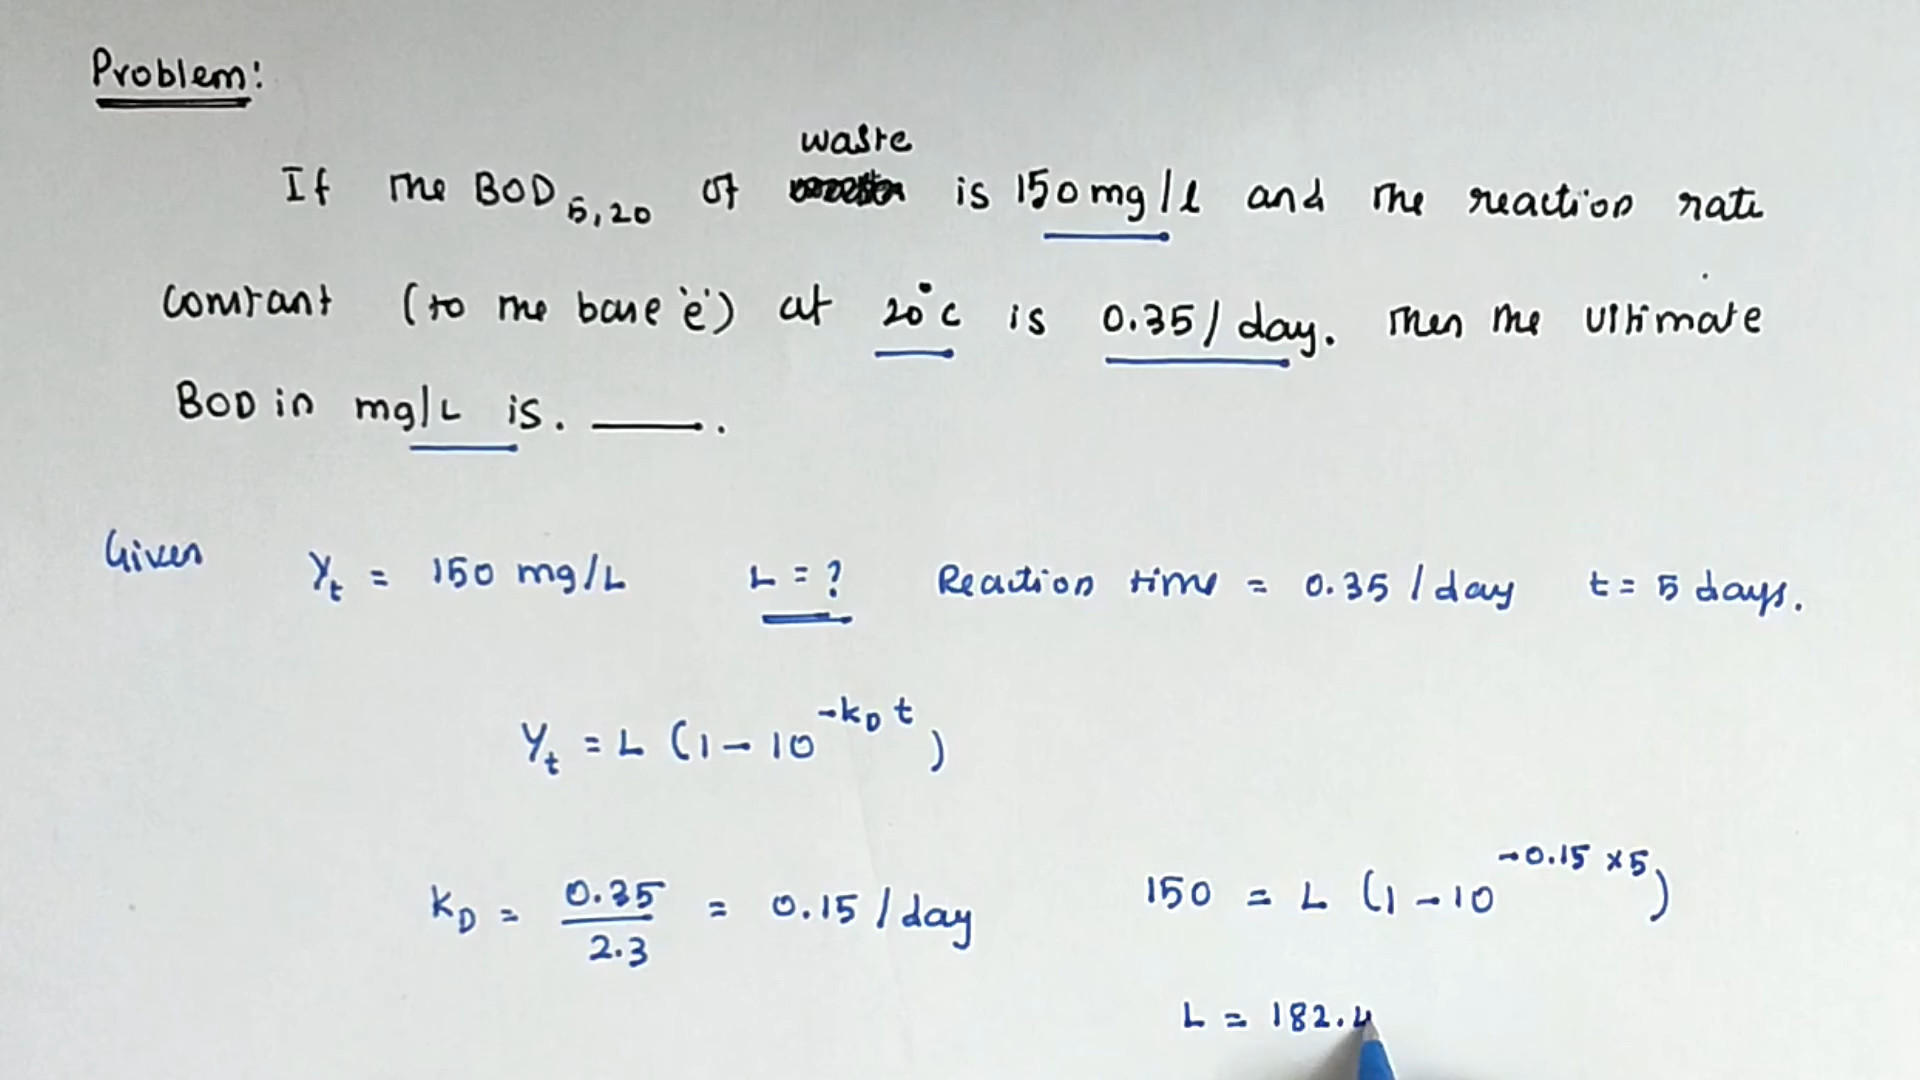 Problem:
waste
If the BOD5,20 of is 150 mg/l and the reaction rate
constant (to the base 'e') at 20°C is 0.35/day. Then the ultimate
BOD in mg/L is. ____.
Given Yt = 150 mg/L L = ? Reaction time = 0.35 /day t = 5 days.
Yt = L (1 - 10^-kD t)
KD = 0.35/2.3 = 0.15 /day
150 = L (1 - 10^-0.15 x 5)
L = 182.4